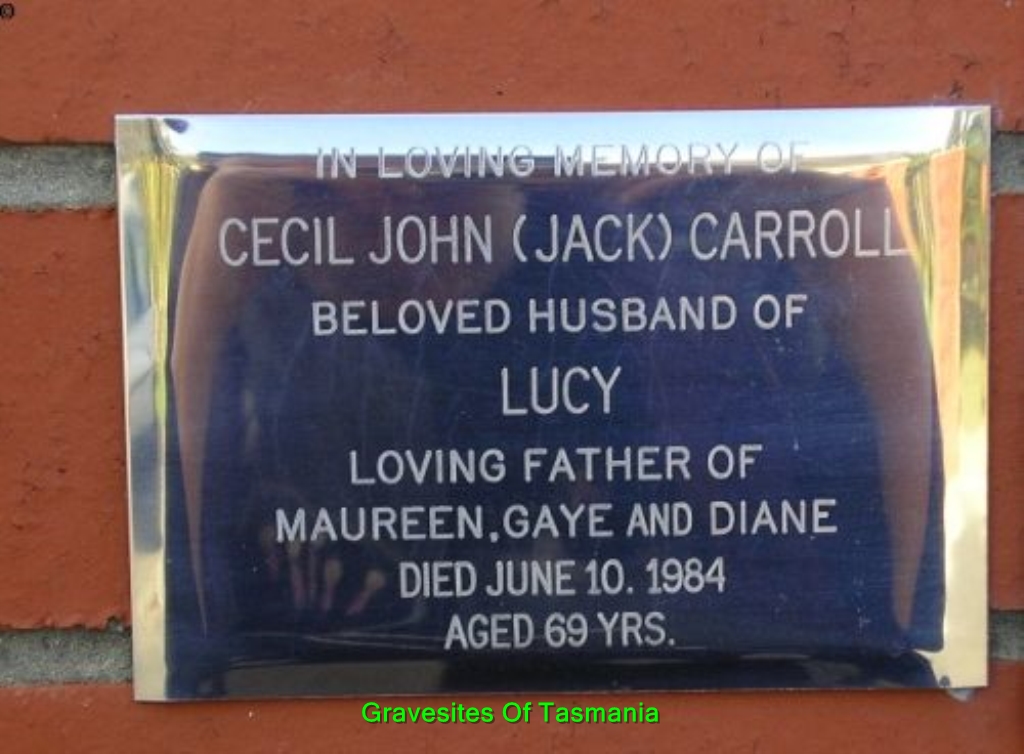 ©
IN LOVING MEMORY OF
CECIL JOHN (JACK) CARROLL
BELOVED HUSBAND OF
LUCY
LOVING FATHER OF
MAUREEN, GAYE AND DIANE
DIED JUNE 10. 1984
AGED 69 YRS.
Gravesites Of Tasmania